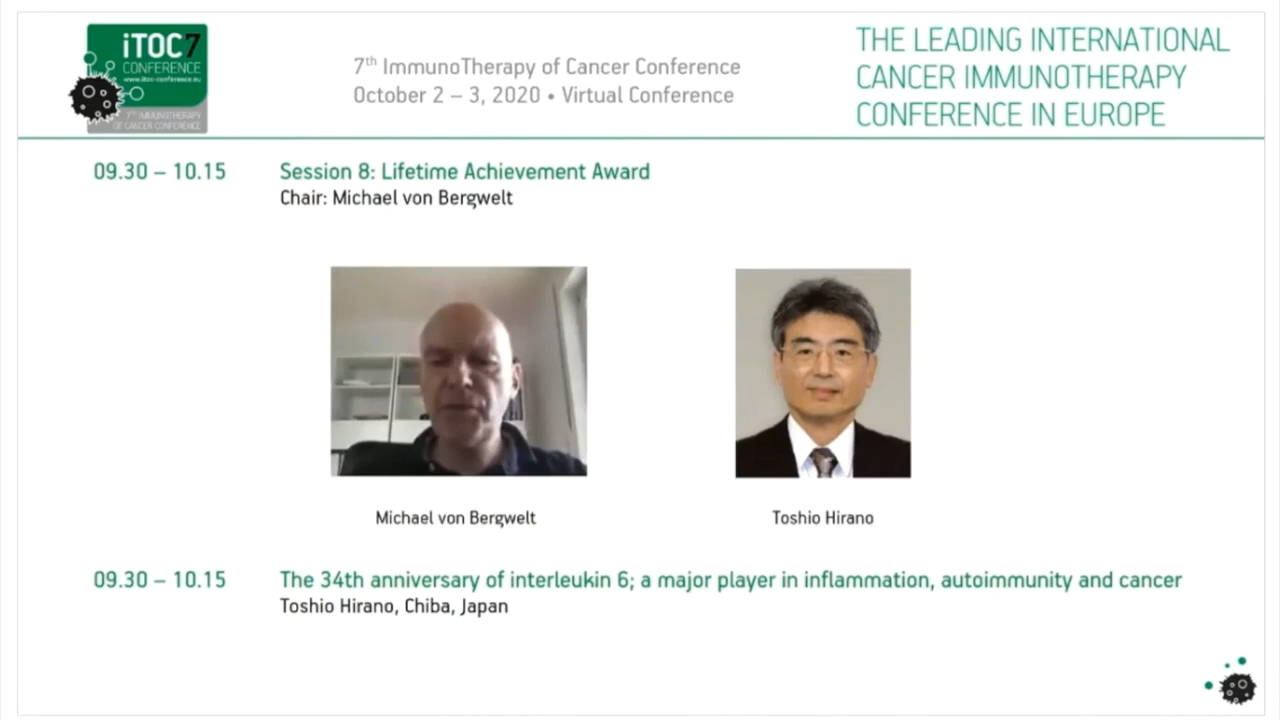 iTOC7
CONFERENCE
www.itoc-conference.eu
7TH IMMUNOTHERAPY
OF CANCER CONFERENCE
7th ImmunoTherapy of Cancer Conference
October 2 – 3, 2020 • Virtual Conference
THE LEADING INTERNATIONAL
CANCER IMMUNOTHERAPY
CONFERENCE IN EUROPE
09.30 – 10.15 Session 8: Lifetime Achievement Award
Chair: Michael von Bergwelt
Michael von Bergwelt
Toshio Hirano
09.30 – 10.15 The 34th anniversary of interleukin 6; a major player in inflammation, autoimmunity and cancer
Toshio Hirano, Chiba, Japan